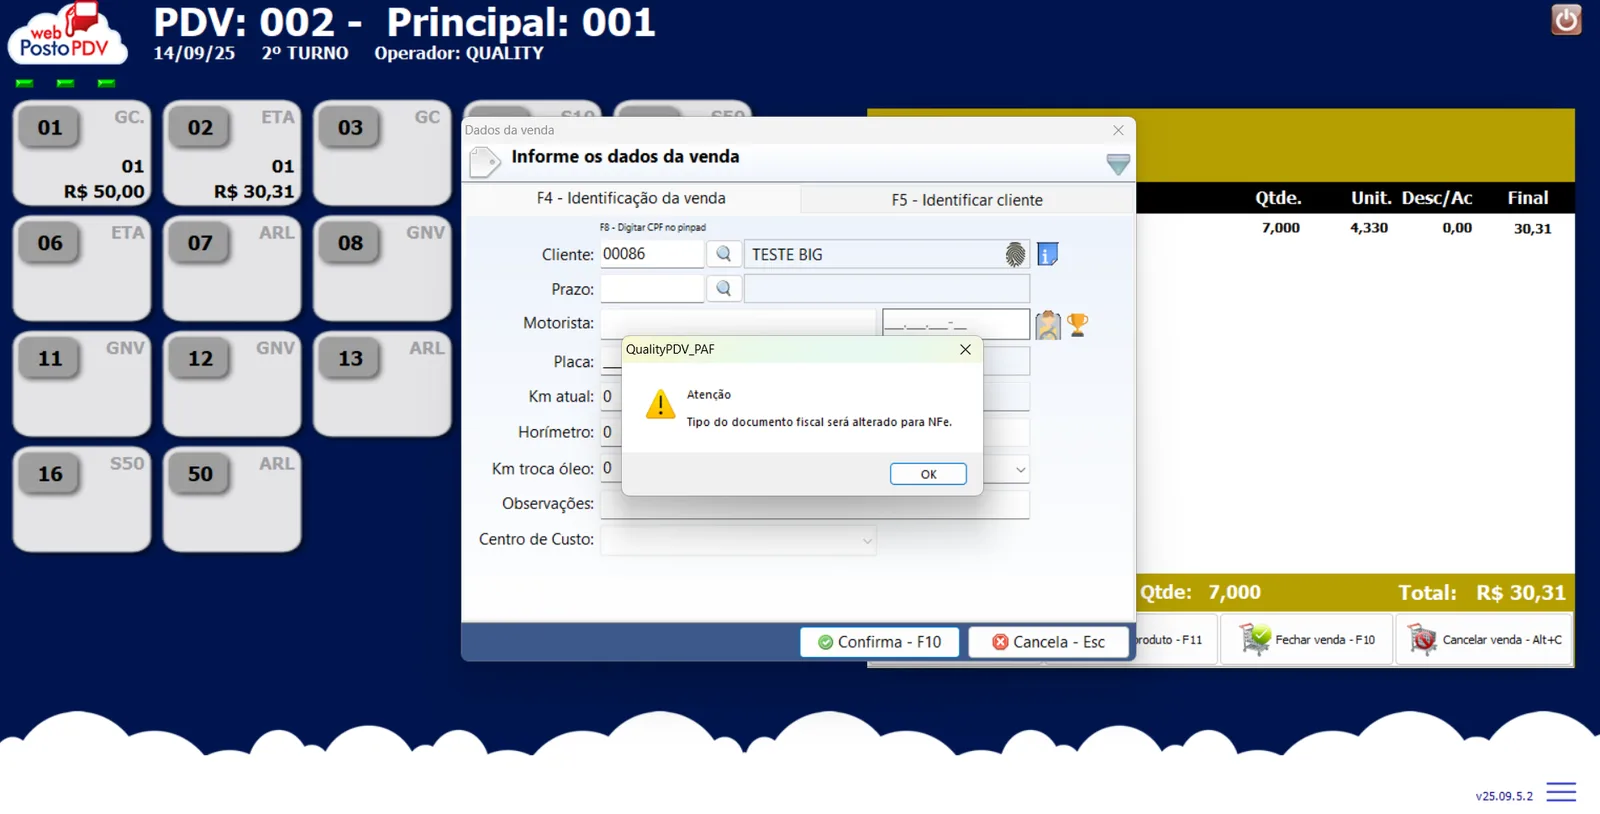 web
PostoPDV
PDV: 002 - Principal: 001
14/09/25 2º TURNO Operador: QUALITY
01 GC.
01
R$ 50,00
02 ETA
01
R$ 30,31
03 GC
S10
S50
06 ETA
07 ARL
08 GNV
11 GNV
12 GNV
13 ARL
16 S50
50 ARL
Dados da venda
Informe os dados da venda
F4 - Identificação da venda
F5 - Identificar cliente
F8 - Digitar CPF no pinpad
Cliente: 00086 TESTE BIG
Prazo:
Motorista: ___.___.___-__
Placa:
Km atual: 0
Horímetro: 0
Km troca óleo: 0
Observações:
Centro de Custo:
Confirma - F10
Cancela - Esc
QualityPDV_PAF
Atenção
Tipo do documento fiscal será alterado para NFe.
OK
Qtde. Unit. Desc/Ac Final
7,000 4,330 0,00 30,31
Qtde: 7,000 Total: R$ 30,31
roduto - F11
Fechar venda - F10
Cancelar venda - Alt+C
v25.09.5.2